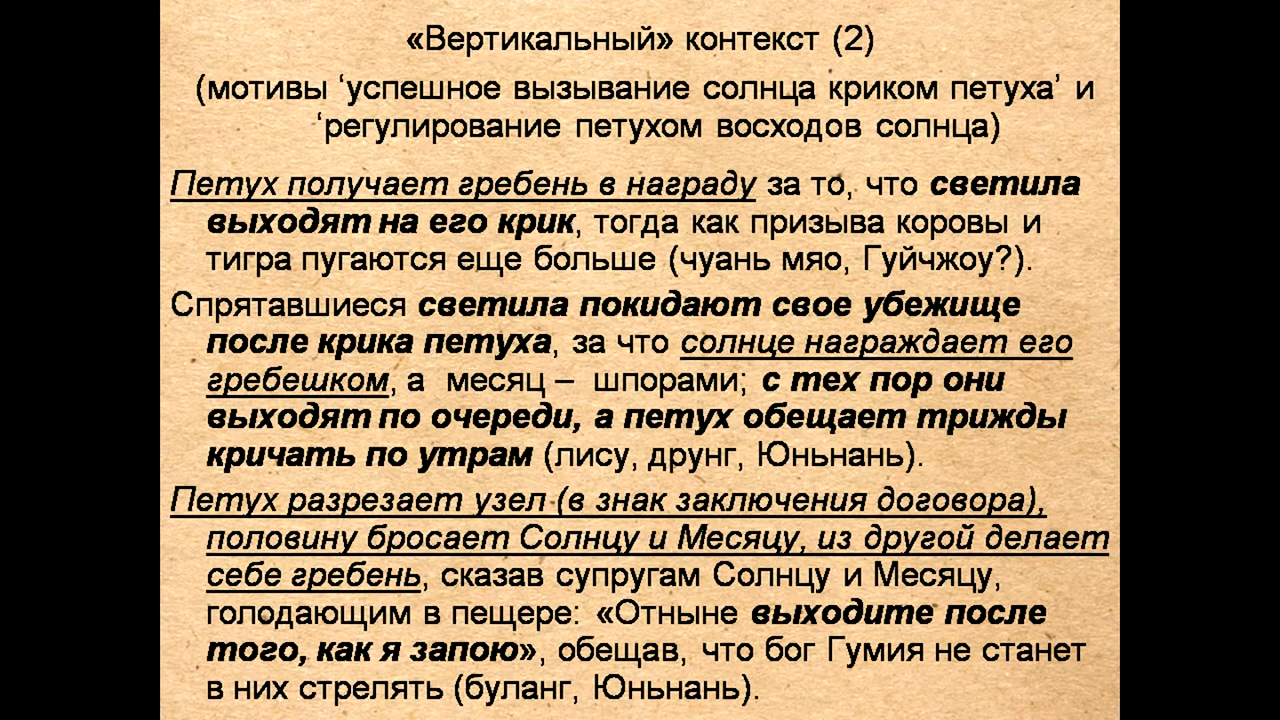 «Вертикальный» контекст (2)
(мотивы ‘успешное вызывание солнца криком петуха’ и
‘регулирование петухом восходов солнца)
Петух получает гребень в награду за то, что светила
выходят на его крик, тогда как призыва коровы и
тигра пугаются еще больше (чуань мяо, Гуйчжоу?).
Спрятавшиеся светила покидают свое убежище
после крика петуха, за что солнце награждает его
гребешком, а месяц – шпорами; с тех пор они
выходят по очереди, а петух обещает трижды
кричать по утрам (лису, друнг, Юньнань).
Петух разрезает узел (в знак заключения договора),
половину бросает Солнцу и Месяцу, из другой делает
себе гребень, сказав супругам Солнцу и Месяцу,
голодающим в пещере: «Отныне выходите после
того, как я запою», обещав, что бог Гумия не станет
в них стрелять (буланг, Юньнань).